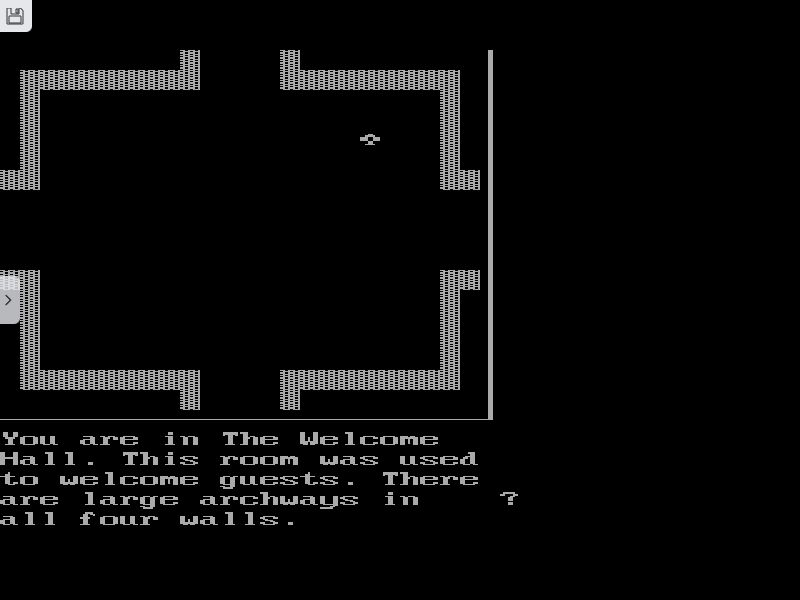 You are in The Welcome
Hall. This room was used
to welcome guests. There
are large archways in ?
all four walls.